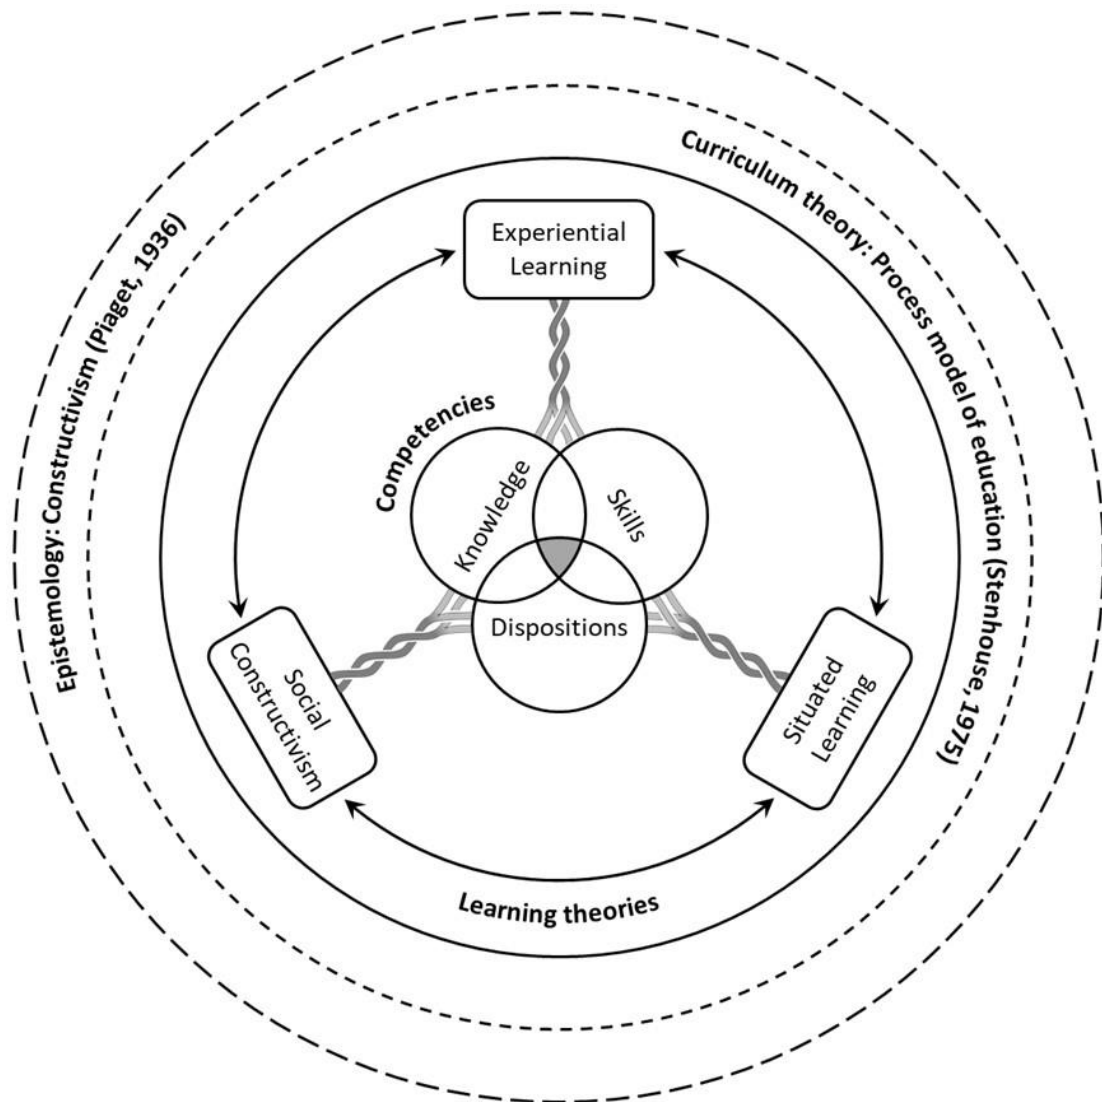 Epistemology: Constructivism (Piaget, 1936)
Curriculum theory: Process model of education (Stenhouse, 1975)
Experiential
Learning
Competencies
Knowledge
Skills
Dispositions
Social
Constructivism
Situated
Learning
Learning theories